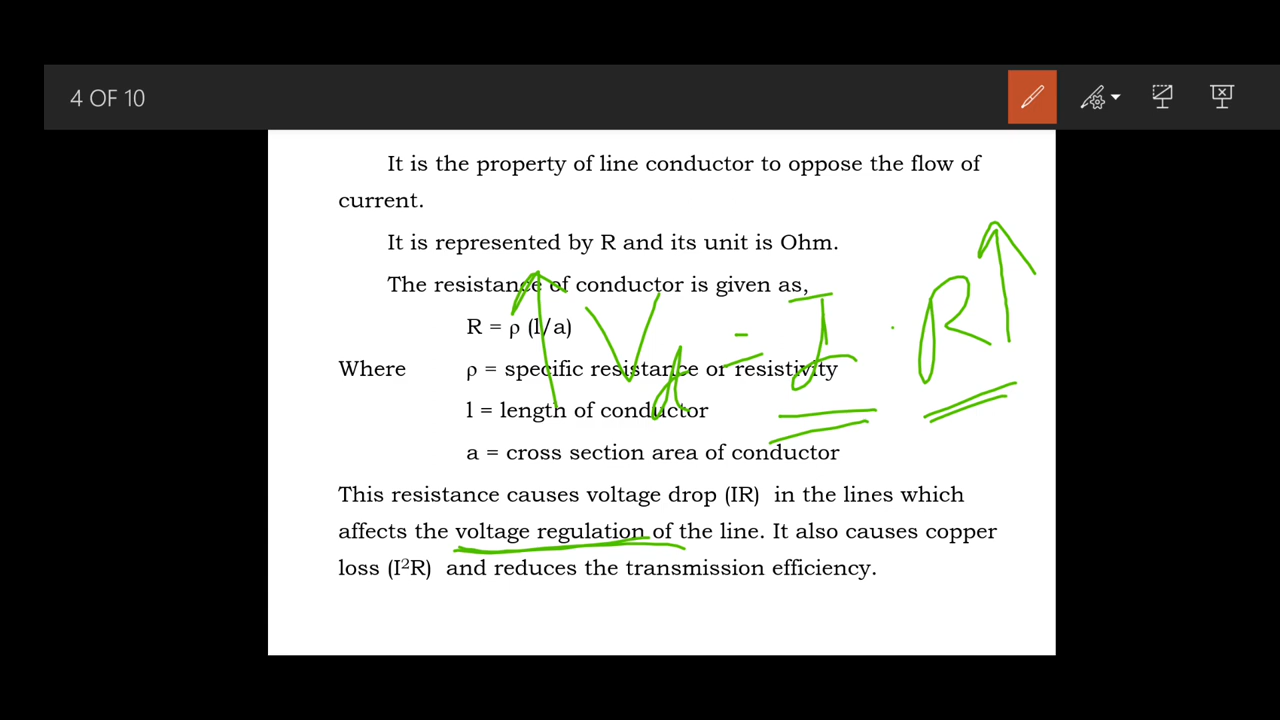 4 OF 10
It is the property of line conductor to oppose the flow of
current.
It is represented by R and its unit is Ohm.
The resistance of conductor is given as,
R = ρ (l/a)
Where ρ = specific resistance or resistivity
l = length of conductor
a = cross section area of conductor
This resistance causes voltage drop (IR) in the lines which
affects the voltage regulation of the line. It also causes copper
loss (I²R) and reduces the transmission efficiency.
↑ Vd = I . R ↑